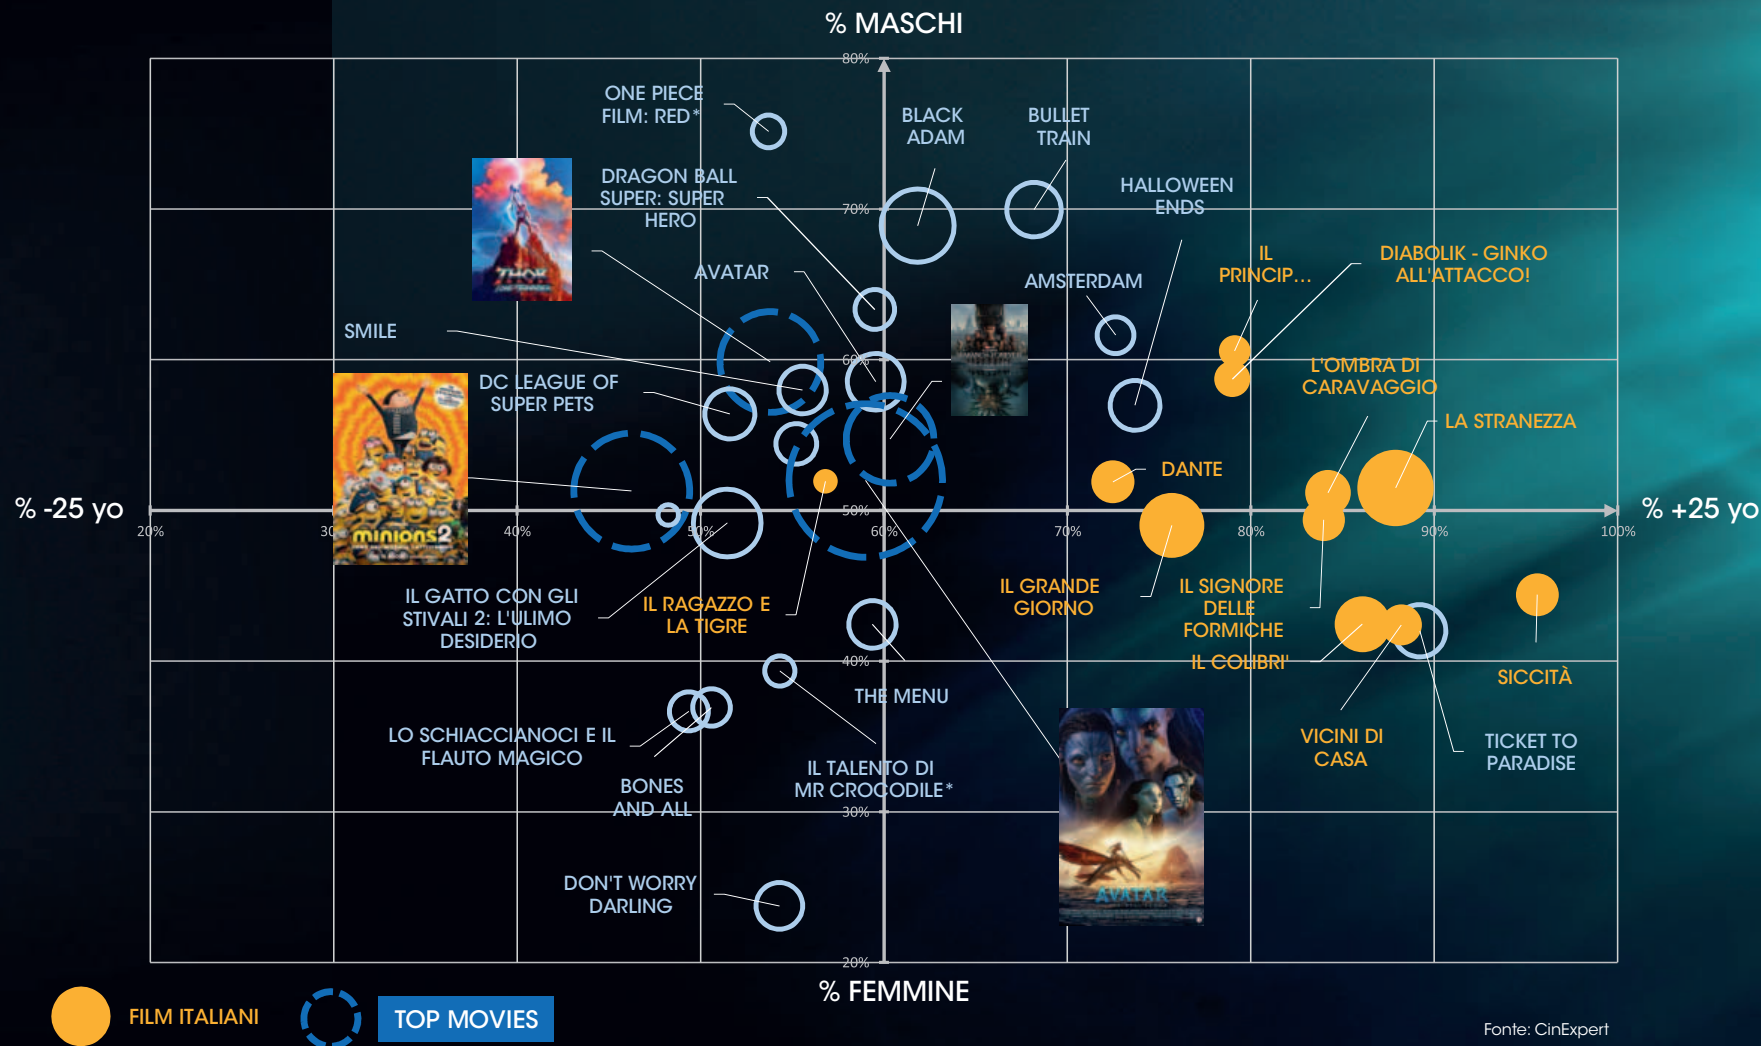 % MASCHI
80%
ONE PIECE
FILM: RED*
BLACK
ADAM
BULLET
TRAIN
DRAGON BALL
SUPER: SUPER
HERO
HALLOWEEN
ENDS
70%
THOR
AVATAR
AMSTERDAM
IL
PRINCIP...
DIABOLIK - GINKO
ALL'ATTACCO!
SMILE
60%
L'OMBRA DI
CARAVAGGIO
DC LEAGUE OF
SUPER PETS
LA STRANEZZA
DANTE
minions2
% -25 yo
50%
% +25 yo
20%
30%
40%
50%
60%
70%
80%
90%
100%
IL GATTO CON GLI
STIVALI 2: L'ULIMO
DESIDERIO
IL RAGAZZO E
LA TIGRE
IL GRANDE
GIORNO
IL SIGNORE
DELLE
FORMICHE
IL COLIBRI'
40%
SICCITÀ
THE MENU
LO SCHIACCIANOCI E IL
FLAUTO MAGICO
VICINI DI
CASA
TICKET TO
PARADISE
BONES
AND ALL
IL TALENTO DI
MR CROCODILE*
30%
DON'T WORRY
DARLING
AVATAR
20%
% FEMMINE
FILM ITALIANI
TOP MOVIES
Fonte: CinExpert